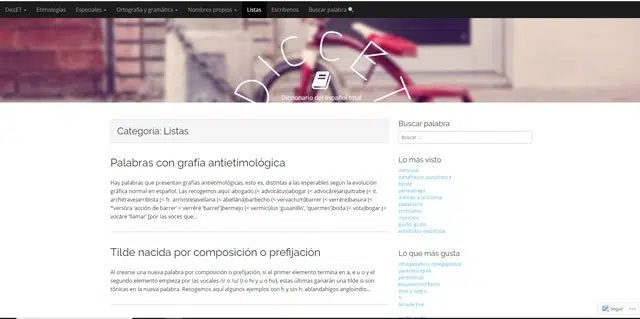 DiccET Etimologías Especiales Ortografía y gramática Nombres propios Listas Escríbenos Buscar palabra
DICCET
Diccionario del español total
Categoría: Listas
Buscar palabra
Buscar ...
Palabras con grafía antietimológica
Hay palabras que presentan grafías antietimológicas, esto es, distintas a las esperables según la evolución
gráfica normal en español. Las recogemos aquí: abogado (< advocātus)abogar (< advocāre)arquitrabe (< it.
architrave)arribista (< fr. arriviste)avellana (< abellāna)barbecho (< vervactum)barrer (< verrĕre)basura (<
*versūra 'acción de barrer' < verrĕre 'barrer')bermejo (< vermicŭlus 'gusanillo',
boda (< vota)bogar (<
vocāre 'llamar' [por las voces que...
Lo más visto
Tilde nacida por composición o prefijación
Al crearse una nueva palabra por composición o prefijación, si el primer elemento termina en a, e u o y el
segundo elemento empieza por las vocales /i/ o /u/ (i o hi y u o hu), estas últimas ganarán una tilde si son
tónicas en la nueva palabra. Recogemos aquí algunos ejemplos con h y sin h: ablandahígos angloíndio...
Lo que más gusta
Seguir